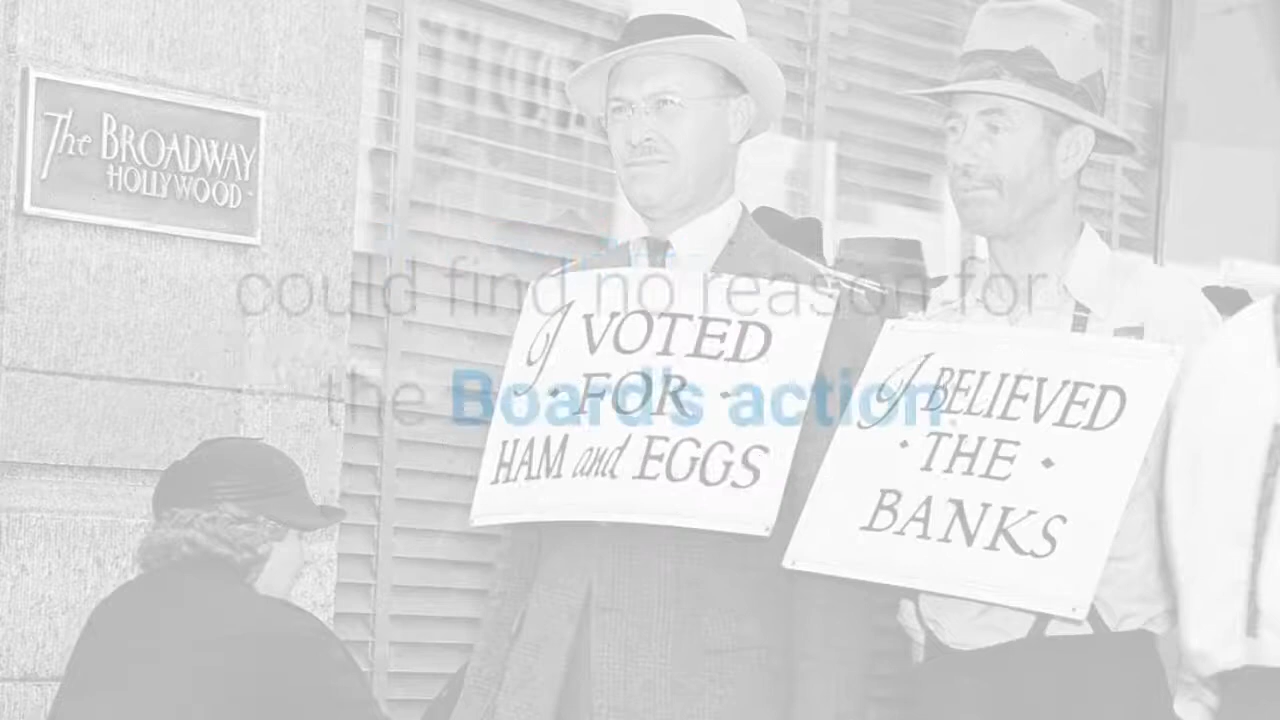 The BROADWAY
HOLLYWOOD
could find no reason for
the Board's action.
I VOTED
FOR
HAM and EGGS
I BELIEVED
THE
BANKS